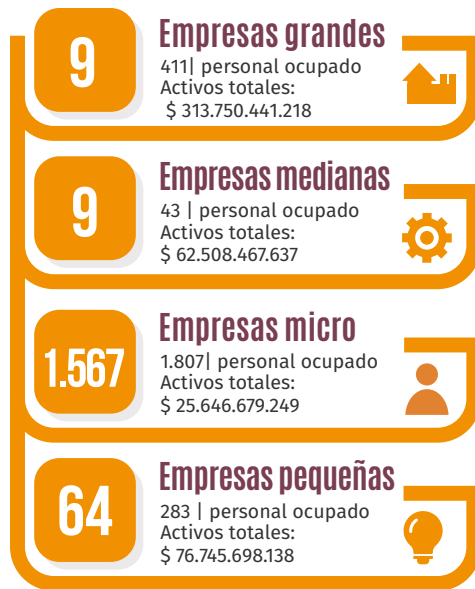 9
Empresas grandes
411| personal ocupado
Activos totales:
$ 313.750.441.218
9
Empresas medianas
43 | personal ocupado
Activos totales:
$ 62.508.467.637
1.567
Empresas micro
1.807| personal ocupado
Activos totales:
$ 25.646.679.249
64
Empresas pequeñas
283 | personal ocupado
Activos totales:
$ 76.745.698.138